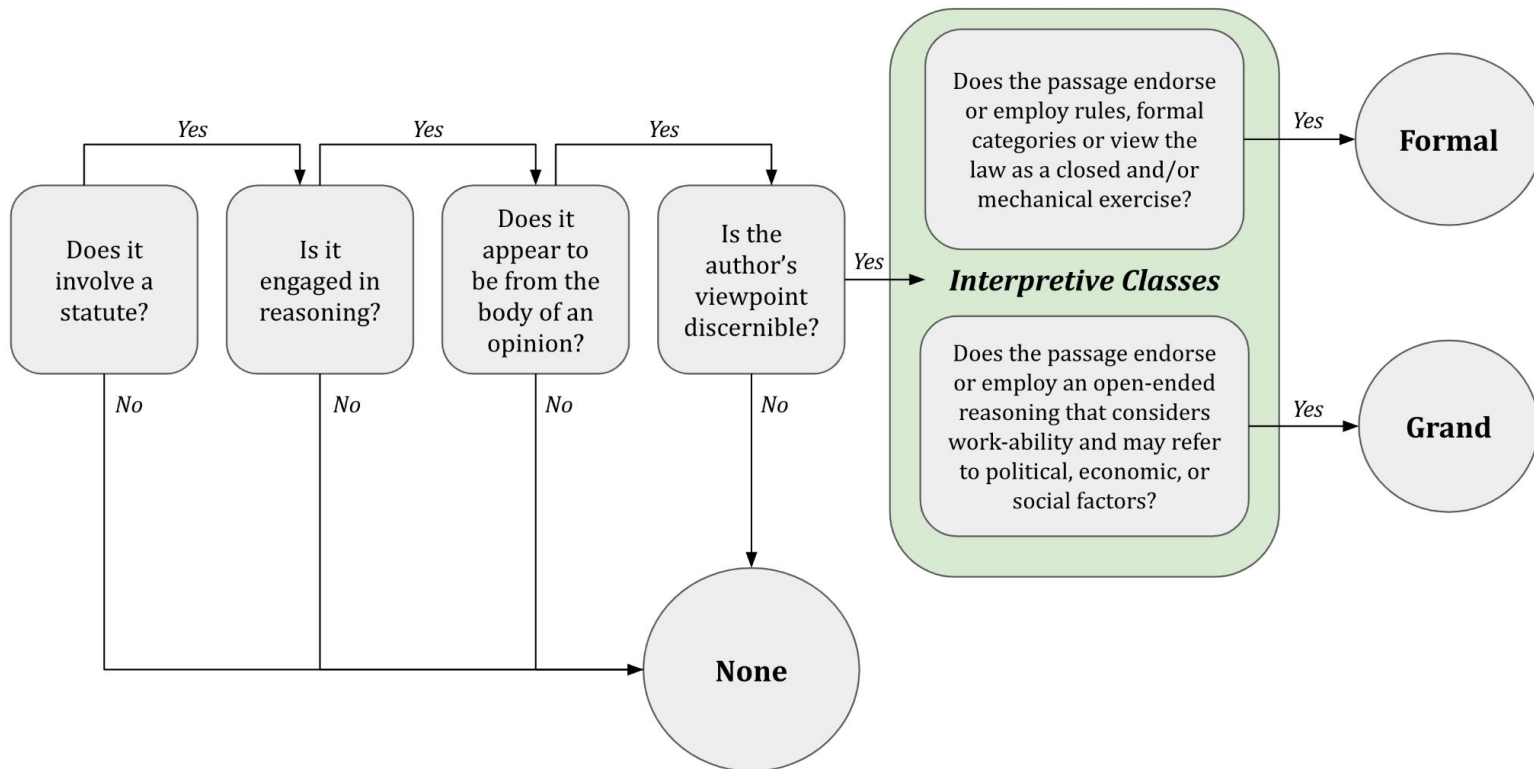 Yes
Yes
Yes
Does it
involve a
statute?
Is it
engaged in
reasoning?
Does it
appear to
be from the
body of an
opinion?
Is the
author's
viewpoint
discernible?
No
No
No
No
Yes
Does the passage endorse
or employ rules, formal
categories or view the
law as a closed and/or
mechanical exercise?
Yes
Formal
Interpretive Classes
Does the passage endorse
or employ an open-ended
reasoning that considers
work-ability and may refer
to political, economic, or
social factors?
Yes
Grand
None